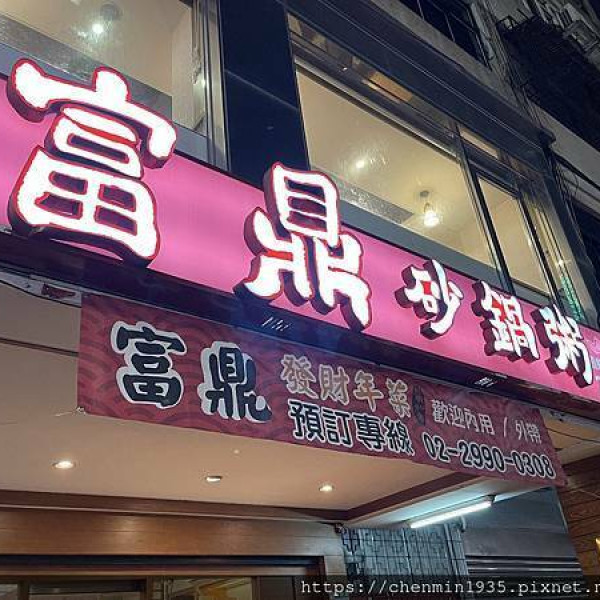 富鼎砂鍋粥
富鼎
發財年菜
歡迎內用 / 外帶
預訂專線 02-2990-0308
https://chenmin1935.pixnet.n